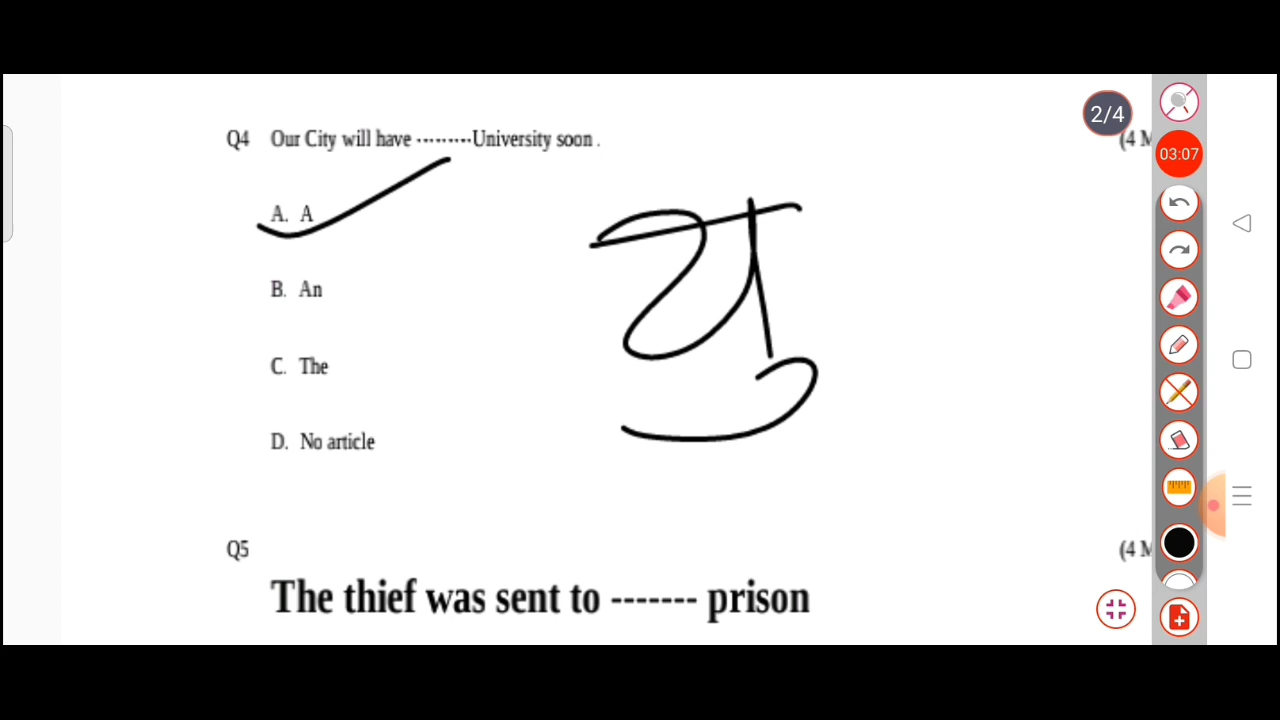 2/4
Q4 Our City will have ---------University soon .
(4 M
03:07
A. A
यु
B. An
C. The
D. No article
Q5
(4 M
The thief was sent to ------- prison